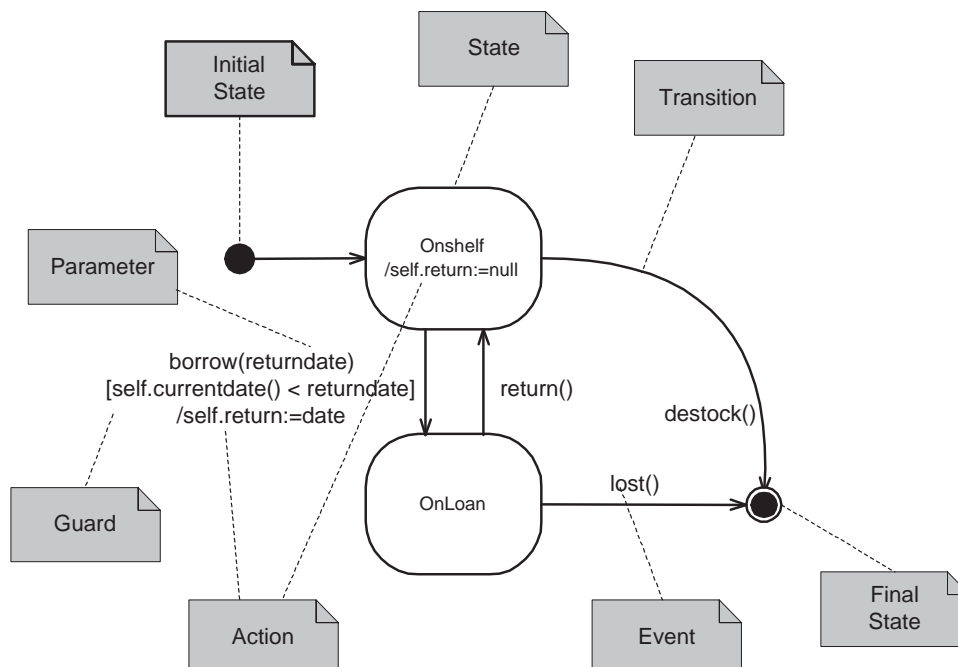 Initial
State
State
Transition
Parameter
Onshelf
/self.return:=null
borrow(returndate)
[self.currentdate() < returndate]
/self.return:=date
return()
destock()
Guard
OnLoan
lost()
Action
Event
Final
State